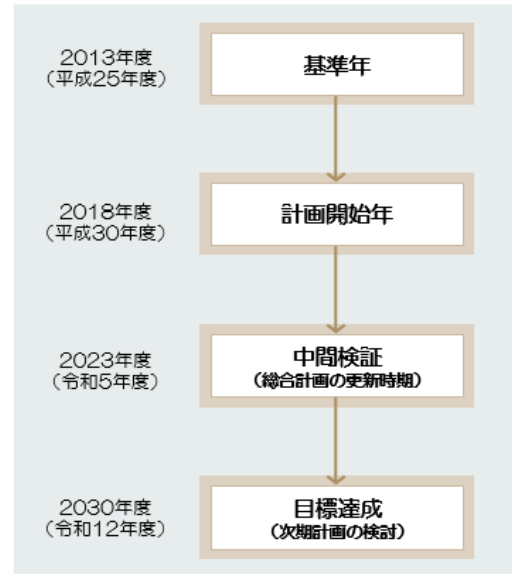 2013年度
（平成25年度）
基準年
2018年度
（平成30年度）
計画開始年
2023年度
（令和5年度）
中間検証
（総合計画の更新時期）
2030年度
（令和12年度）
目標達成
（次期計画の検討）